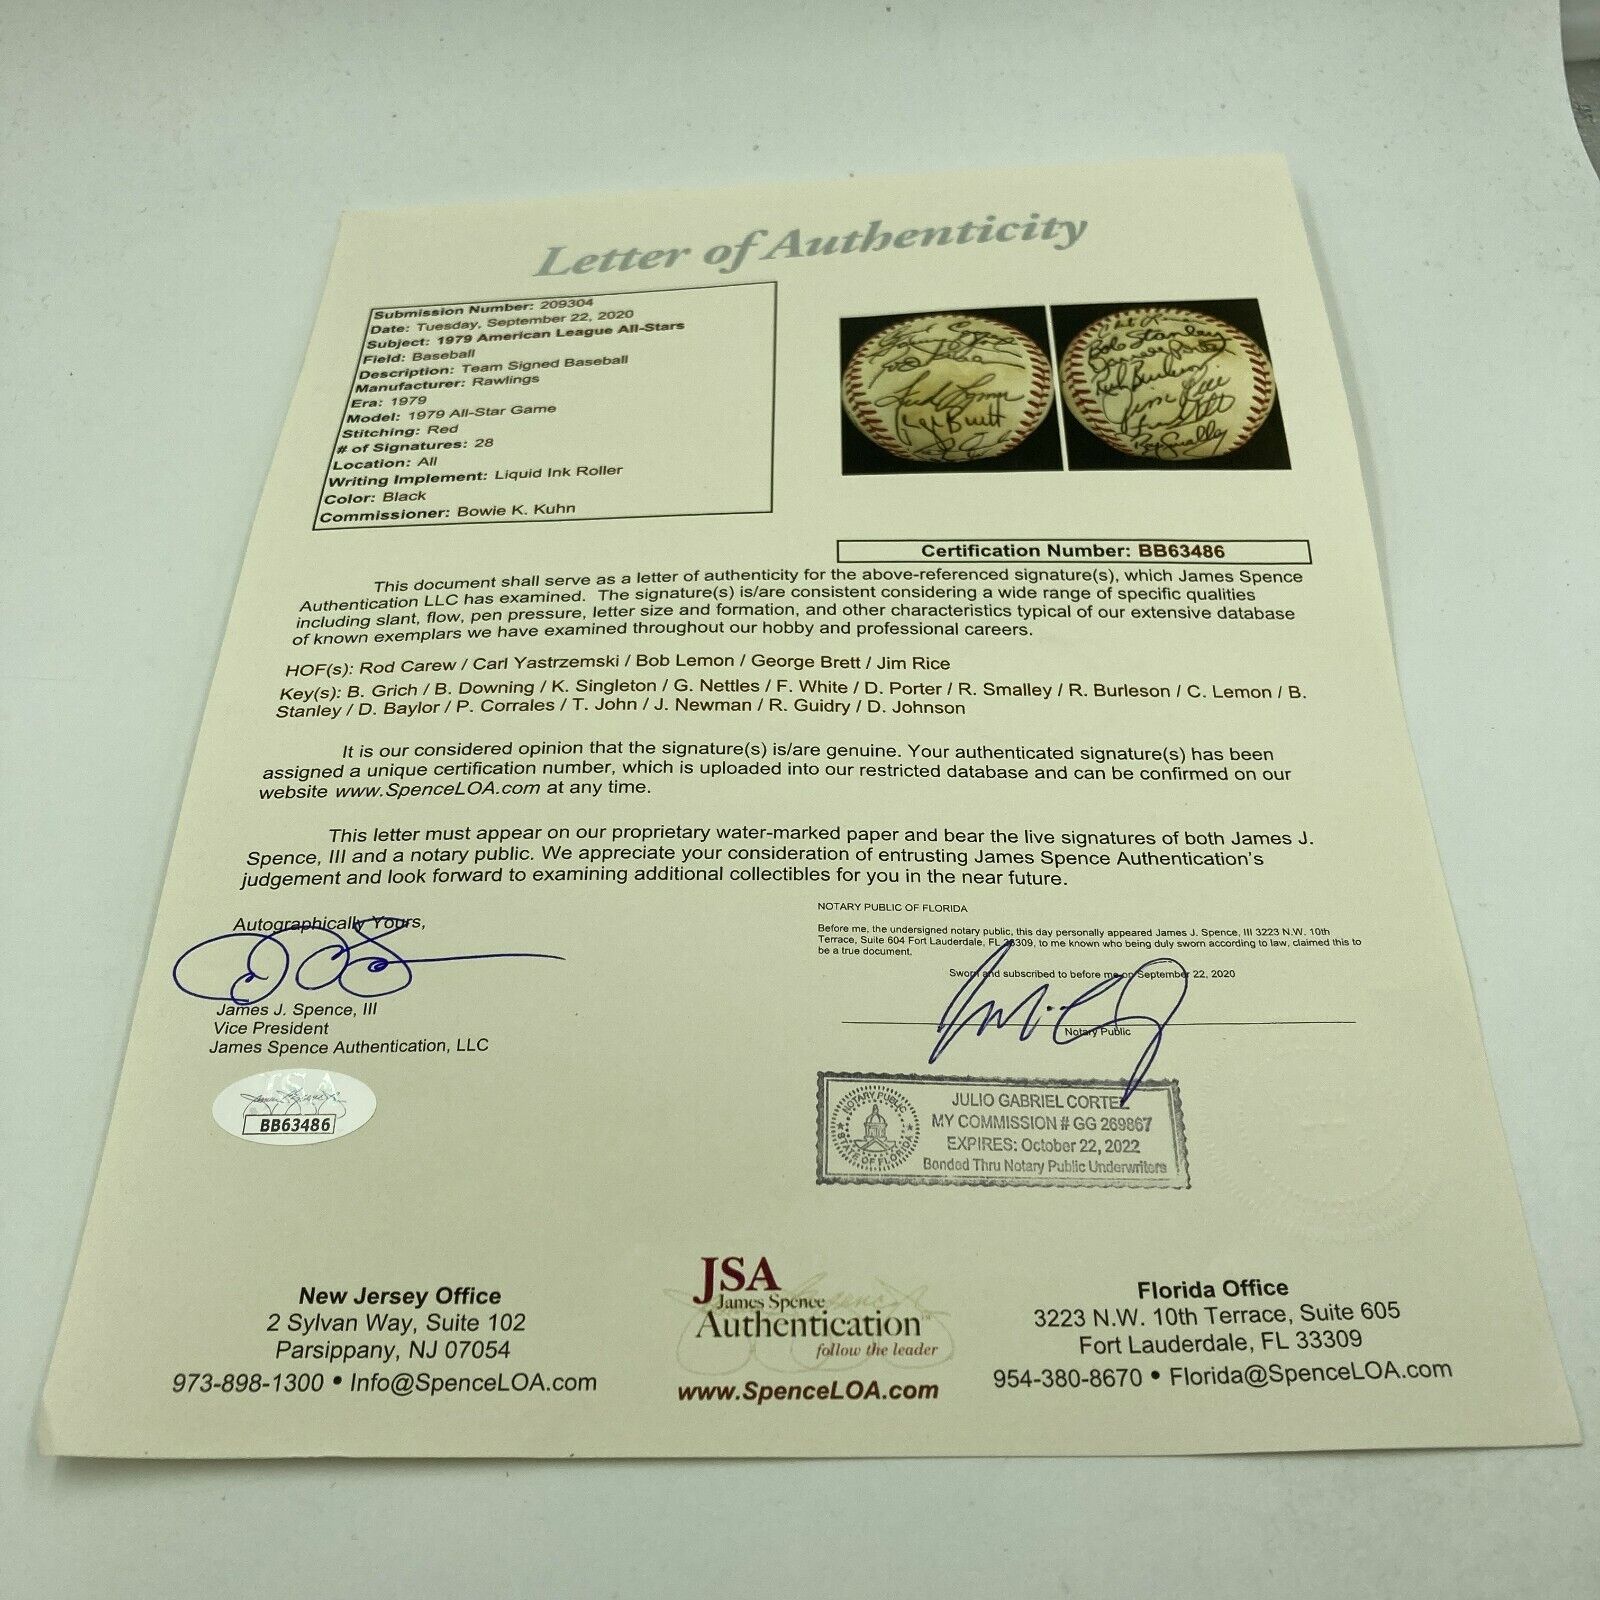 Letter of Authenticity
Submission Number: 209304
Date: Tuesday, September 22, 2020
Subject: 1979 American League All-Stars
Field: Baseball
Description: Team Signed Baseball
Manufacturer: Rawlings
Era: 1979
Model: 1979 All-Star Game
Stitching: Red
# of Signatures: 28
Location: All
Writing Implement: Liquid Ink Roller
Color: Black
Commissioner: Bowie K. Kuhn
Bob Stanley
Jim Rice
Roy Smalley
Certification Number: BB63486
This document shall serve as a letter of authenticity for the above-referenced signature(s), which James Spence
Authentication LLC has examined. The signature(s) is/are consistent considering a wide range of specific qualities
including slant, flow, pen pressure, letter size and formation, and other characteristics typical of our extensive database
of known exemplars we have examined throughout our hobby and professional careers.
HOF(s): Rod Carew / Carl Yastrzemski / Bob Lemon / George Brett / Jim Rice
Key(s): B. Grich / B. Downing / K. Singleton / G. Nettles / F. White / D. Porter / R. Smalley / R. Burleson / C. Lemon / B.
Stanley / D. Baylor / P. Corrales / T. John / J. Newman / R. Guidry / D. Johnson
It is our considered opinion that the signature(s) is/are genuine. Your authenticated signature(s) has been
assigned a unique certification number, which is uploaded into our restricted database and can be confirmed on our
website www.SpenceLOA.com at any time.
This letter must appear on our proprietary water-marked paper and bear the live signatures of both James J.
Spence, III and a notary public. We appreciate your consideration of entrusting James Spence Authentication's
judgement and look forward to examining additional collectibles for you in the near future.
Autographically Yours,
James J. Spence, III
Vice President
James Spence Authentication, LLC
JSA
BB63486
NOTARY PUBLIC OF FLORIDA
Before me, the undersigned notary public, this day personally appeared James J. Spence, III 3223 N.W. 10th
Terrace, Suite 604 Fort Lauderdale, FL 33309, to me known who being duly sworn according to law, claimed this to
be a true document.
Sworn and subscribed to before me on September 22, 2020
Notary Public
NOTARY PUBLIC
STATE OF FLORIDA
JULIO GABRIEL CORTEZ
MY COMMISSION # GG 269867
EXPIRES: October 22, 2022
Bonded Thru Notary Public Underwriters
New Jersey Office
2 Sylvan Way, Suite 102
Parsippany, NJ 07054
973-898-1300 • Info@SpenceLOA.com
JSA
James Spence
Authentication™
follow the leader
www.SpenceLOA.com
Florida Office
3223 N.W. 10th Terrace, Suite 605
Fort Lauderdale, FL 33309
954-380-8670 • Florida@SpenceLOA.com